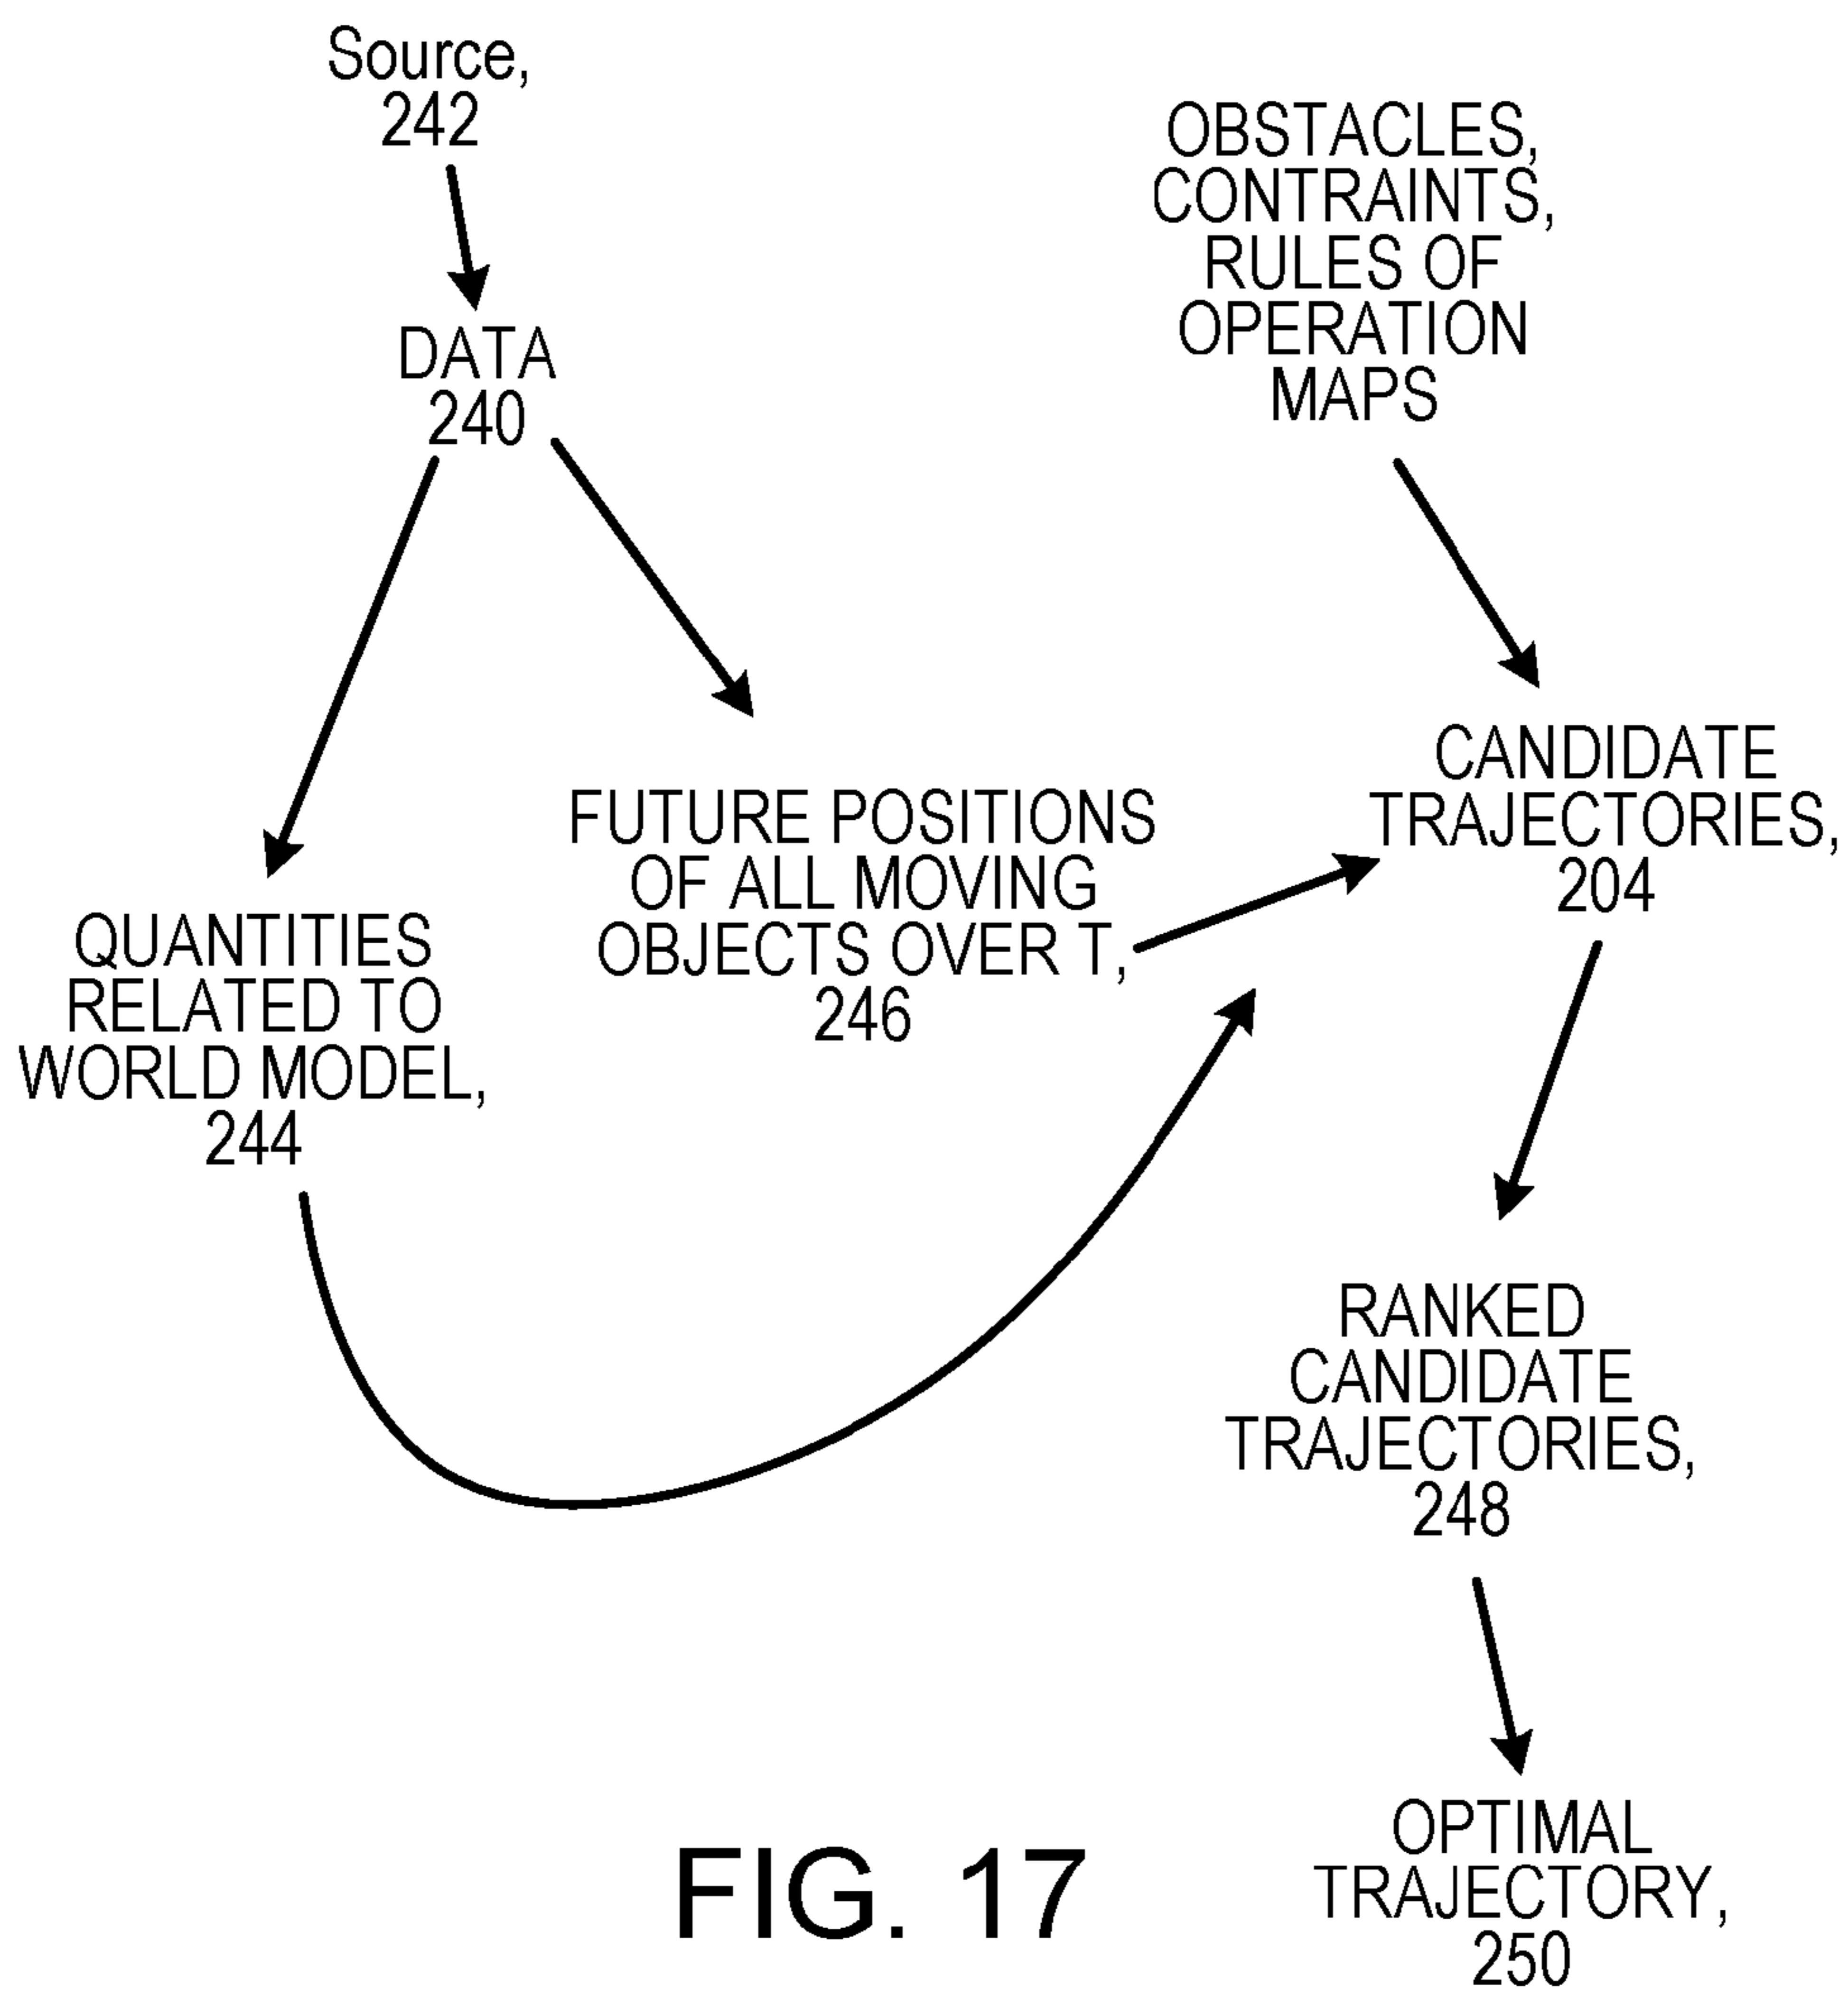 Source,
242
OBSTACLES,
CONTRAINTS,
RULES OF
OPERATION
MAPS
DATA
240
CANDIDATE
TRAJECTORIES,
204
FUTURE POSITIONS
OF ALL MOVING
OBJECTS OVER T,
246
QUANTITIES
RELATED TO
WORLD MODEL,
244
RANKED
CANDIDATE
TRAJECTORIES,
248
OPTIMAL
TRAJECTORY,
250
FIG. 17